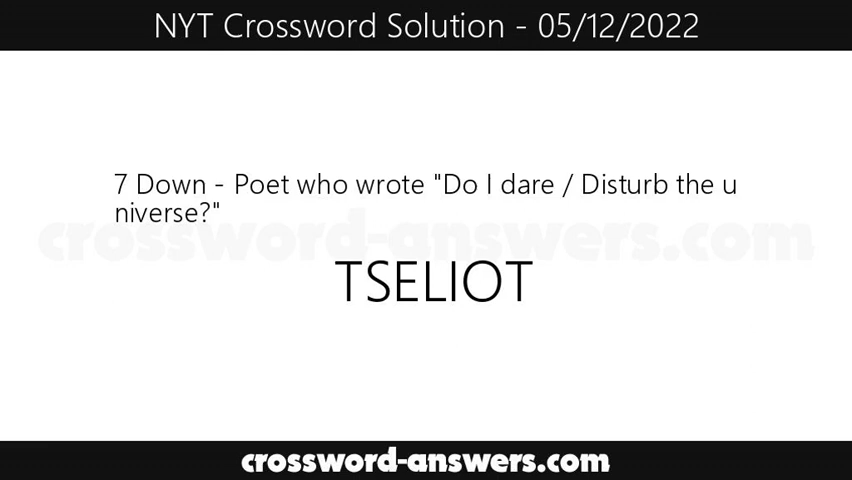 NYT Crossword Solution - 05/12/2022
7 Down - Poet who wrote "Do I dare / Disturb the u
niverse?"
crossword-answers.com
TSELIOT
crossword-answers.com